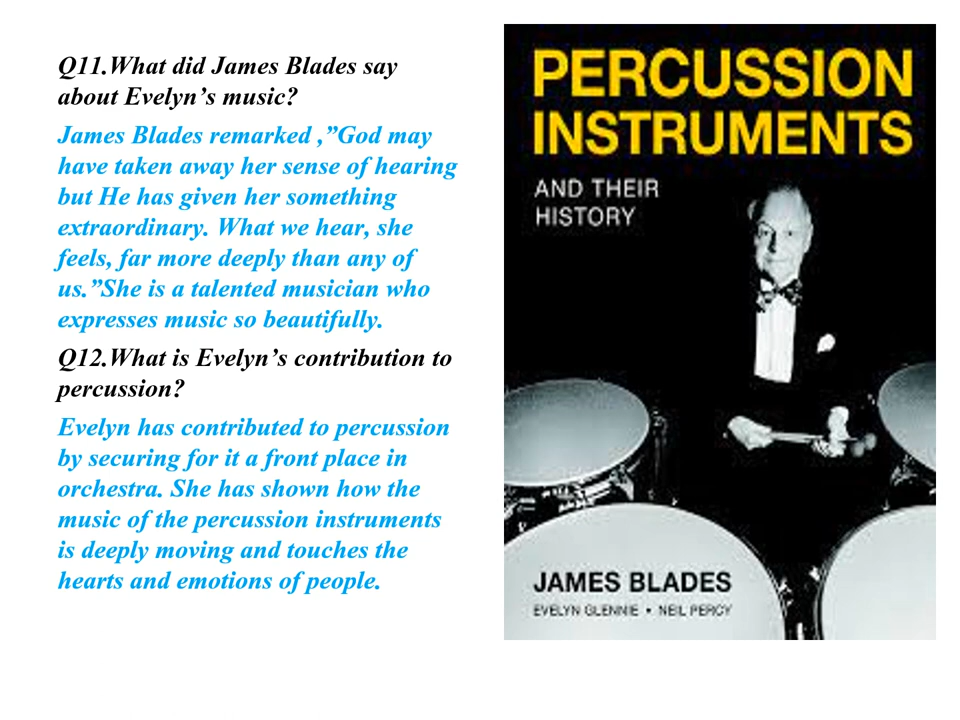 Q11.What did James Blades say
about Evelyn’s music?
James Blades remarked ,”God may
have taken away her sense of hearing
but He has given her something
extraordinary. What we hear, she
feels, far more deeply than any of
us.”She is a talented musician who
expresses music so beautifully.
Q12.What is Evelyn’s contribution to
percussion?
Evelyn has contributed to percussion
by securing for it a front place in
orchestra. She has shown how the
music of the percussion instruments
is deeply moving and touches the
hearts and emotions of people.
PERCUSSION
INSTRUMENTS
AND THEIR
HISTORY
JAMES BLADES
EVELYN GLENNIE • NEIL PERCY